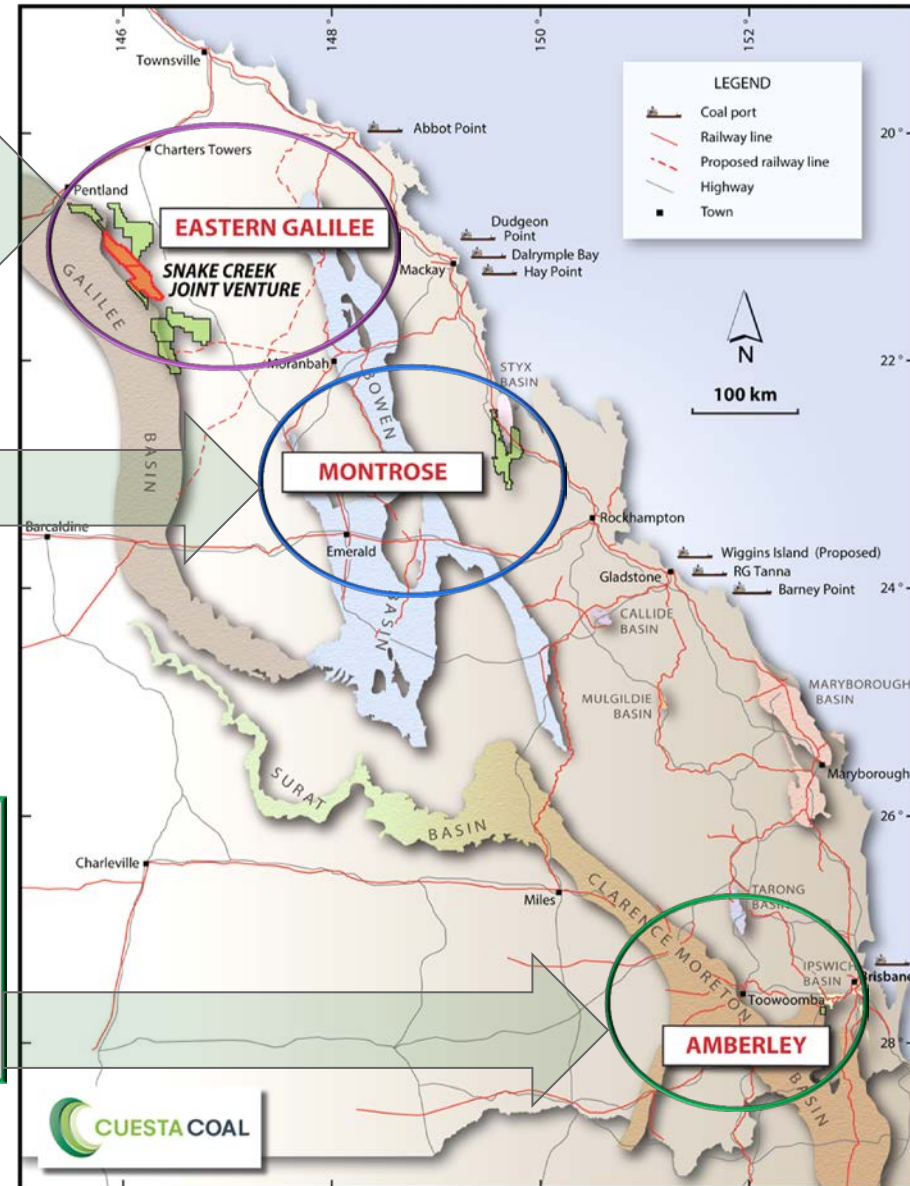 146°
148°
150°
152°
Townsville
LEGEND
Coal port
Railway line
Proposed railway line
Highway
Town
Abbot Point
20°
Charters Towers
Pentland
EASTERN GALILEE
Dudgeon
Point
Dalrymple Bay
Hay Point
Mackay
SNAKE CREEK
JOINT VENTURE
GALILEE
BASIN
N
100 km
22°
Moranbah
STYX
BASIN
BOWEN
BASIN
MONTROSE
Barcaldine
Emerald
Rockhampton
Wiggins Island (Proposed)
RG Tanna
Barney Point
Gladstone
24°
CALLIDE
BASIN
MULGILDIE
BASIN
MARYBOROUGH
BASIN
Maryborough
SURAT
BASIN
26°
Charleville
Miles
CLARENCE MORETON
BASIN
TARONG
BASIN
IPSWICH
BASIN
Brisbane
Toowoomba
AMBERLEY
28°
CUESTA COAL